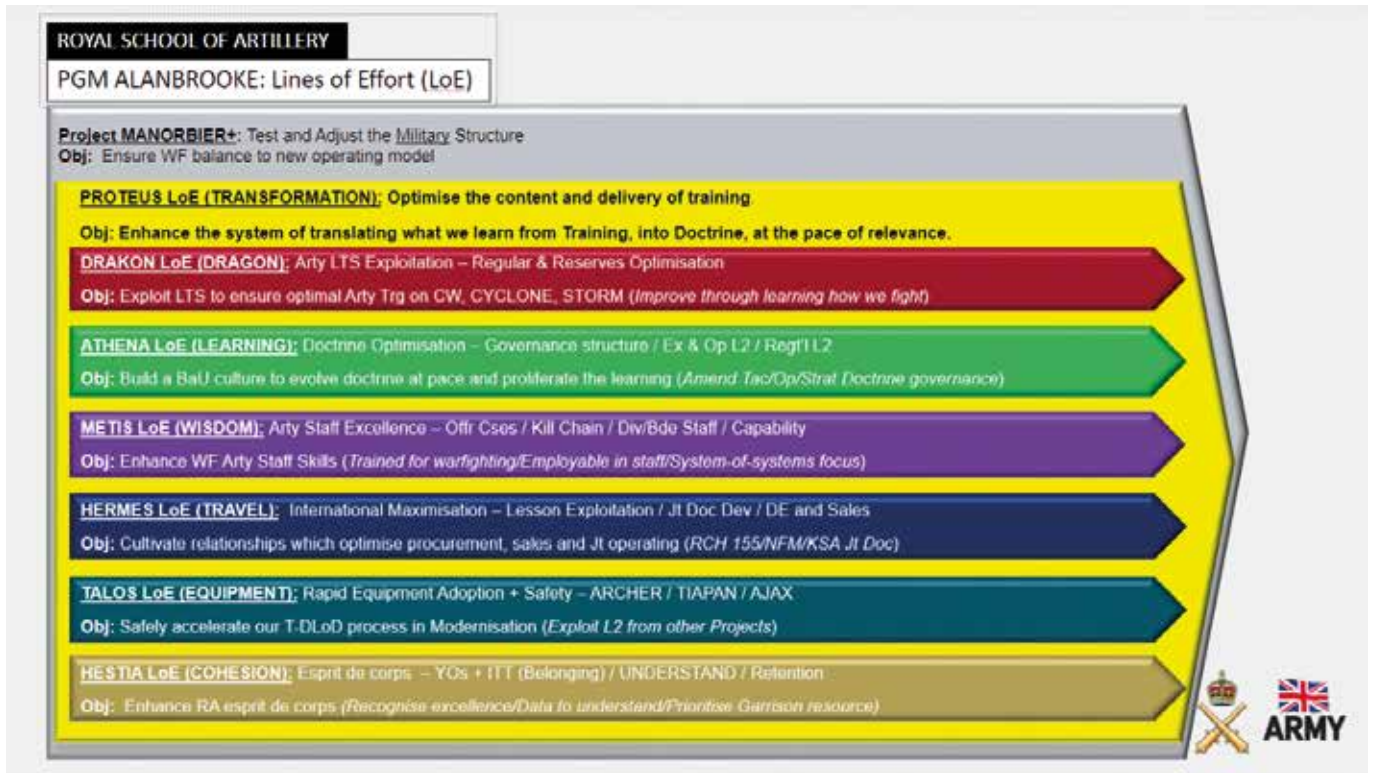 ROYAL SCHOOL OF ARTILLERY
PGM ALANBROOKE: Lines of Effort (LoE)
Project MANORBIER+: Test and Adjust the Military Structure
Obj: Ensure WF balance to new operating model
PROTEUS LoE (TRANSFORMATION): Optimise the content and delivery of training.
Obj: Enhance the system of translating what we learn from Training, into Doctrine, at the pace of relevance.
DRAKON LoE (DRAGON): Arty LTS Exploitation – Regular & Reserves Optimisation
Obj: Exploit LTS to ensure optimal Arty Trg on CW, CYCLONE, STORM (Improve through learning how we fight)
ATHENA LoE (LEARNING): Doctrine Optimisation – Governance structure / Ex & Op L2 / Regt'l L2
Obj: Build a BaU culture to evolve doctrine at pace and proliferate the learning (Amend Tac/Op/Strat Doctrine governance)
METIS LoE (WISDOM): Arty Staff Excellence – Offr Cses / Kill Chain / Div/Bde Staff / Capability
Obj: Enhance WF Arty Staff Skills (Trained for warfighting/Employable in staff/System-of-systems focus)
HERMES LoE (TRAVEL): International Maximisation – Lesson Exploitation / Jt Doc Dev / DE and Sales
Obj: Cultivate relationships which optimise procurement, sales and Jt operating (RCH 155/NFM/KSA Jt Doc)
TALOS LoE (EQUIPMENT): Rapid Equipment Adoption + Safety – ARCHER / TIAPAN / AJAX
Obj: Safely accelerate our T-DLoD process in Modernisation (Exploit L2 from other Projects)
HESTIA LoE (COHESION): Esprit de corps – YOs + ITT (Belonging) / UNDERSTAND / Retention
Obj: Enhance RA esprit de corps (Recognise excellence/Data to understand/Prioritise Garrison resource)
ARMY